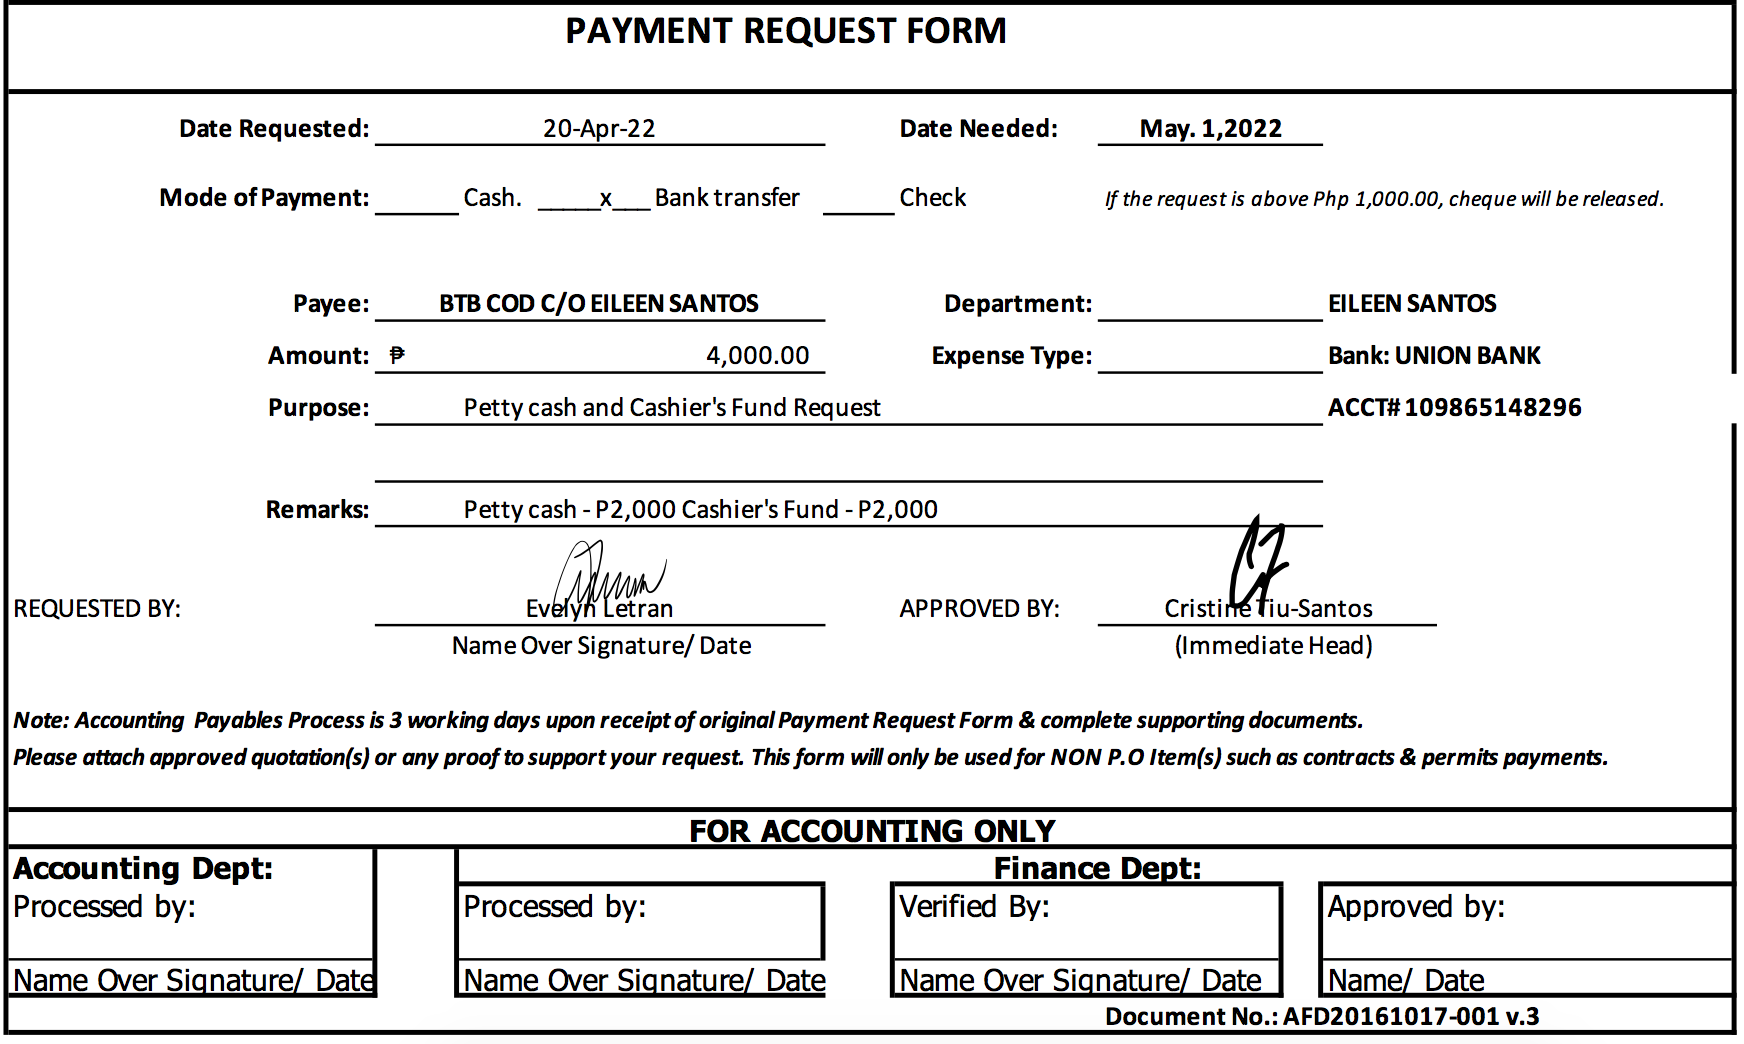 PAYMENT REQUEST FORM
Date Requested: 20-Apr-22 Date Needed: May. 1,2022
Mode of Payment: ______ Cash. _____x___ Bank transfer _____ Check If the request is above Php 1,000.00, cheque will be released.
Payee: BTB COD C/O EILEEN SANTOS Department: EILEEN SANTOS
Amount: ₱ 4,000.00 Expense Type: Bank: UNION BANK
Purpose: Petty cash and Cashier's Fund Request ACCT# 109865148296
Remarks: Petty cash - P2,000 Cashier's Fund - P2,000
REQUESTED BY: Evelyn Letran APPROVED BY: Cristine Tiu-Santos
Name Over Signature/ Date (Immediate Head)
Note: Accounting Payables Process is 3 working days upon receipt of original Payment Request Form & complete supporting documents.
Please attach approved quotation(s) or any proof to support your request. This form will only be used for NON P.O Item(s) such as contracts & permits payments.
FOR ACCOUNTING ONLY
Accounting Dept: Finance Dept:
Processed by: Processed by: Verified By: Approved by:
Name Over Signature/ Date Name Over Signature/ Date Name Over Signature/ Date Name/ Date
Document No.: AFD20161017-001 v.3